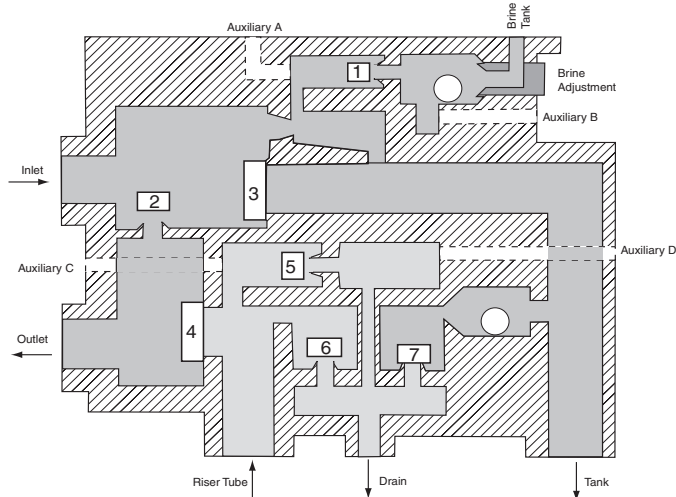 Auxiliary A
Brine
Tank
1
Brine
Adjustment
Auxiliary B
Inlet
2
3
Auxiliary C
5
Auxiliary D
Outlet
4
6
7
Riser Tube
Drain
Tank